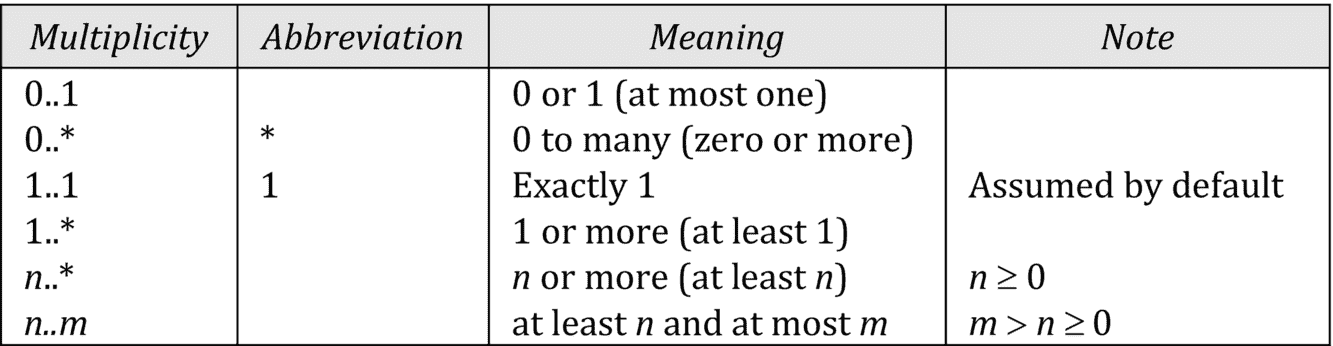 Multiplicity Abbreviation Meaning Note
0..1 0 or 1 (at most one)
0..* * 0 to many (zero or more)
1..1 1 Exactly 1 Assumed by default
1..* 1 or more (at least 1)
n..* n or more (at least n) n ≥ 0
n..m at least n and at most m m > n ≥ 0